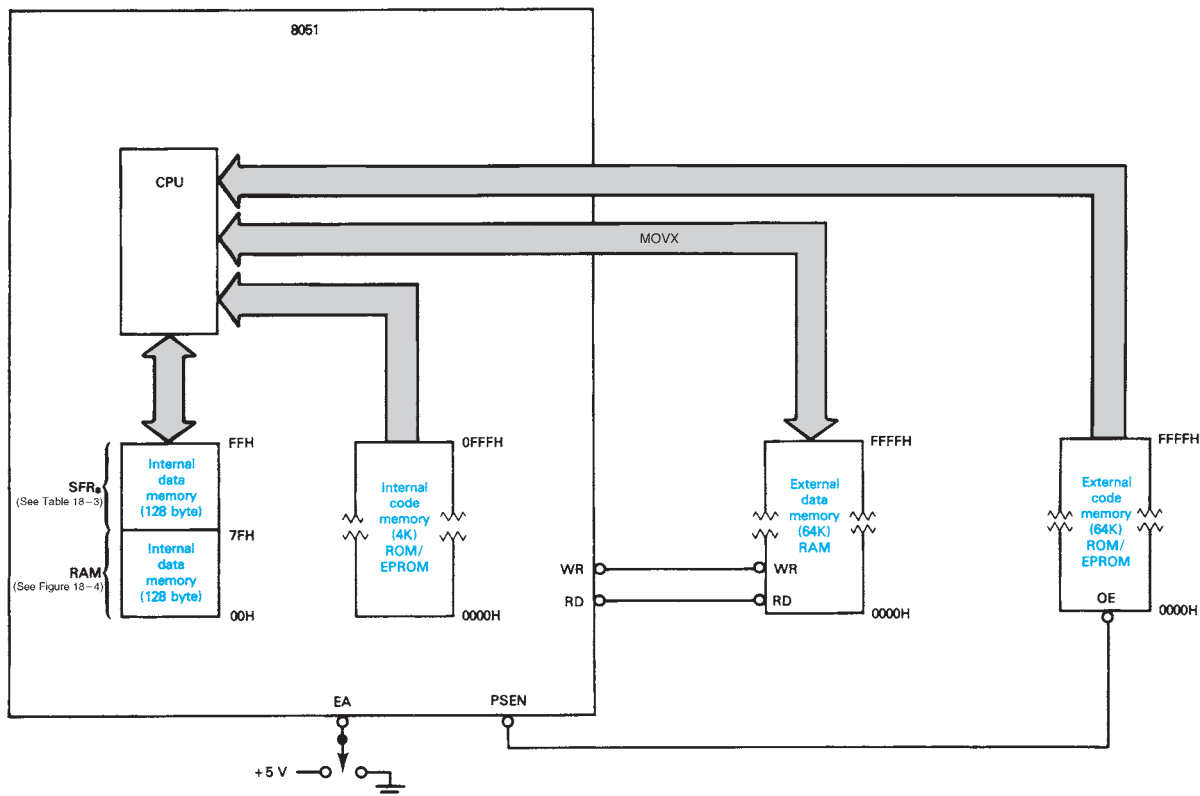 8051
CPU
MOVX
FFH
0FFFH
FFFFH
FFFFH
SFRs
(See Table 18–3)
Internal
data
memory
(128 byte)
7FH
RAM
(See Figure 18–4)
Internal
data
memory
(128 byte)
00H
Internal
code
memory
(4K)
ROM/
EPROM
0000H
WR
RD
External
data
memory
(64K)
RAM
WR
RD
0000H
External
code
memory
(64K)
ROM/
EPROM
OE
0000H
EA
PSEN
+5 V